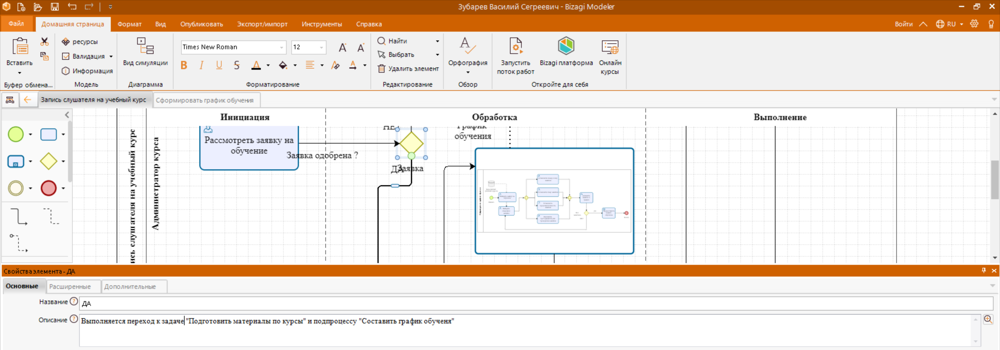 Зубарев Василий Сегреевич - Bizagi Modeler
Файл
Домашняя страница
Формат
Вид
Опубликовать
Экспорт/импорт
Инструменты
Справка
Войти
RU
Вставить
Буфер обмена...
ресурсы
Валидация
Информация
Модель
Вид симуляции
Диаграмма
Times New Roman
12
Форматирование
Найти
Выбрать
Удалить элемент
Редактирование
Орфография
Обзор
Запустить
поток работ
Bizagi платформа
Онлайн
курсы
Откройте для себя
Запись слушателя на учебный курс
Сформировать график обучения
Инициация
Обработка
Выполнение
ись слушателя на учебный курс
Администратор курса
Рассмотреть заявку на
обучение
Заявка одобрена ?
НЕТ
График
обучения
ДА
Заявка
Свойства элемента - ДА
Основные
Расширенные
Дополнительные
Название
ДА
Описание
Выполняется переход к задаче "Подготовить материалы по курсы" и подпроцессу "Составить график обученя"